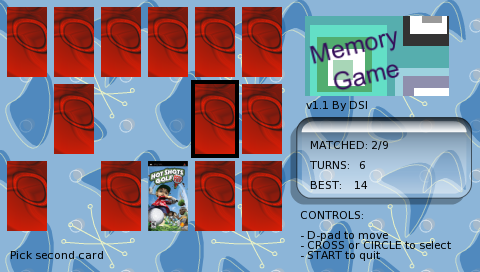 Memory
Game
v1.1 By DSI
MATCHED: 2/9
TURNS: 6
BEST: 14
HOT SHOTS
GOLF
CONTROLS:
- D-pad to move
- CROSS or CIRCLE to select
- START to quit
Pick second card